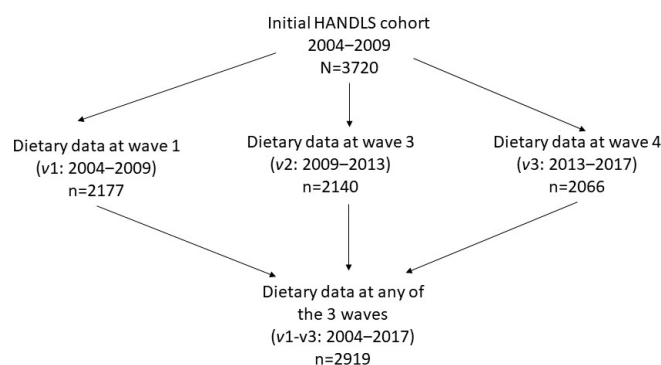 Initial HANDLS cohort
2004–2009
N=3720
Dietary data at wave 1
(v1: 2004–2009)
n=2177
Dietary data at wave 3
(v2: 2009–2013)
n=2140
Dietary data at wave 4
(v3: 2013–2017)
n=2066
Dietary data at any of
the 3 waves
(v1-v3: 2004–2017)
n=2919